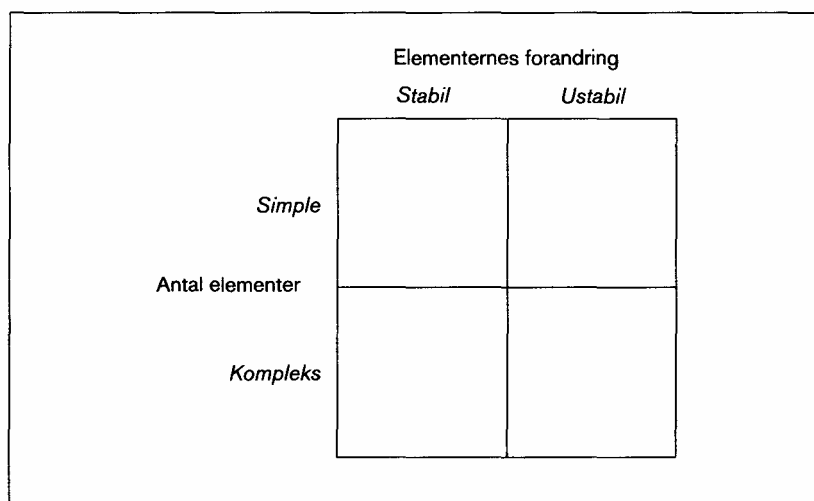 Elementernes forandring
Stabil Ustabil
Simple
Antal elementer
Kompleks